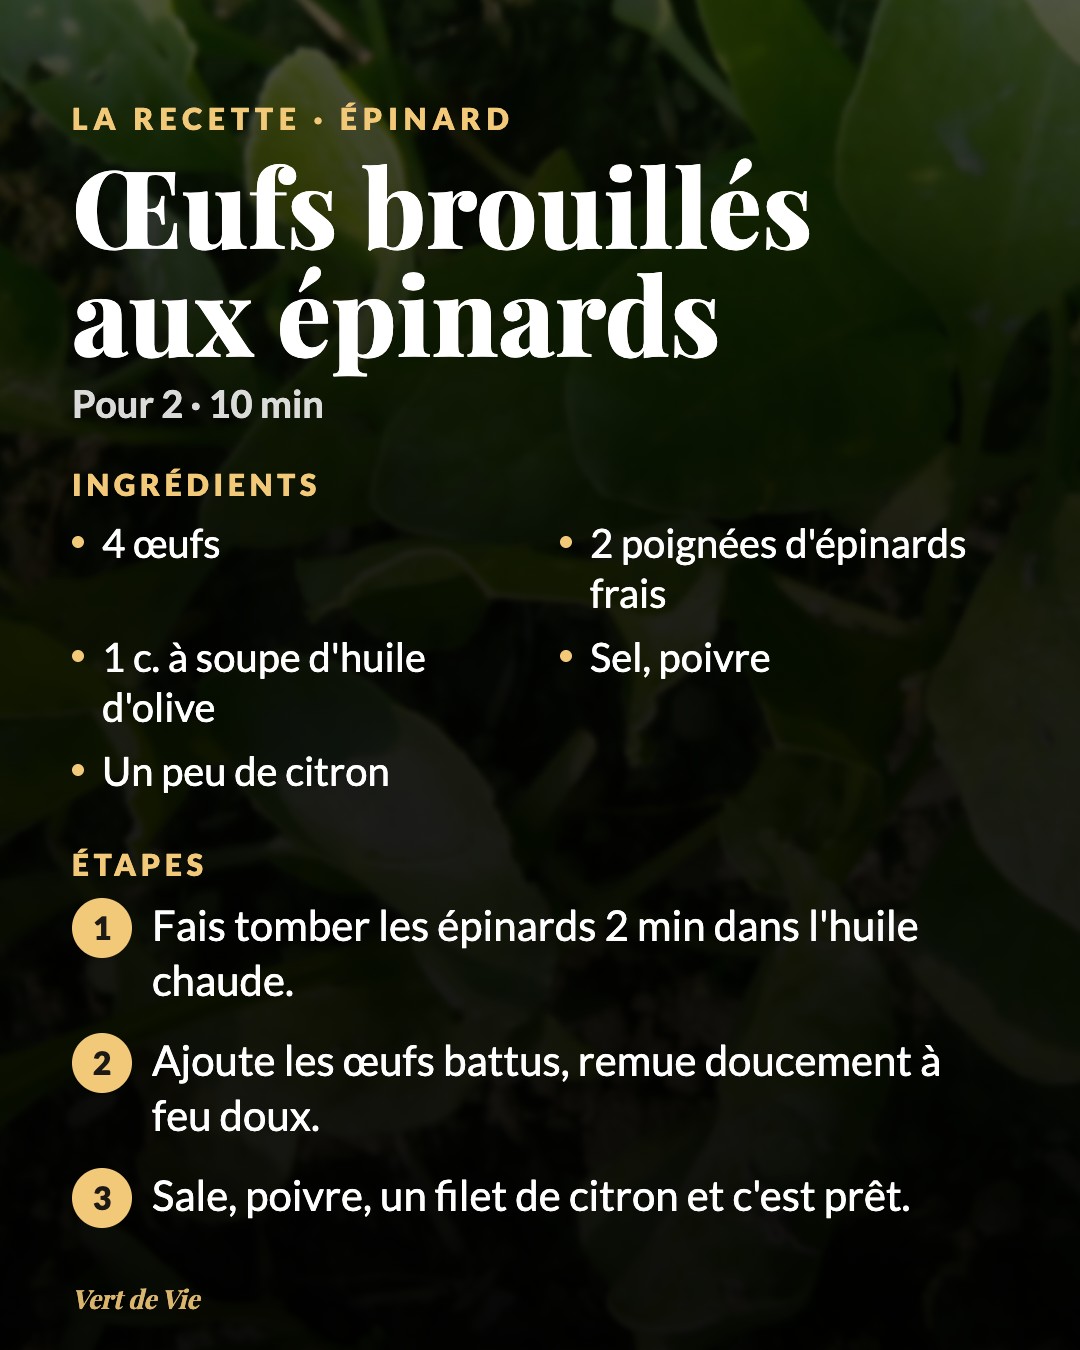 LA RECETTE · ÉPINARD
Œufs brouillés
aux épinards
Pour 2 · 10 min
INGRÉDIENTS
• 4 œufs
• 2 poignées d'épinards
frais
• 1 c. à soupe d'huile
d'olive
• Sel, poivre
• Un peu de citron
ÉTAPES
1 Fais tomber les épinards 2 min dans l'huile
chaude.
2 Ajoute les œufs battus, remue doucement à
feu doux.
3 Sale, poivre, un filet de citron et c'est prêt.
Vert de Vie